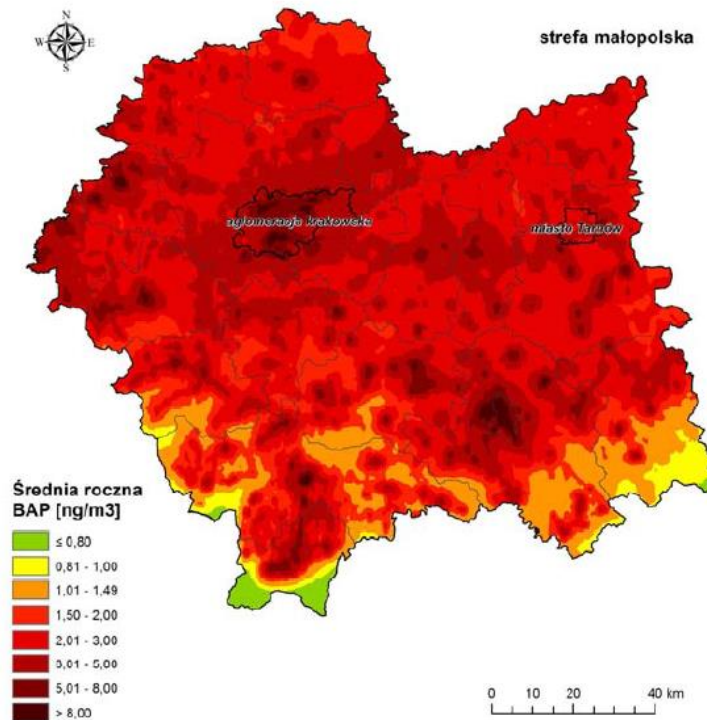 N
W E
S
strefa małopolska
aglomeracja krakowska
miasto Tarnów
Średnia roczna
BAP [ng/m3]
≤ 0,80
0,81 - 1,00
1,01 - 1,49
1,50 - 2,00
2,01 - 3,00
3,01 - 5,00
5,01 - 8,00
> 8,00
0 10 20 40 km